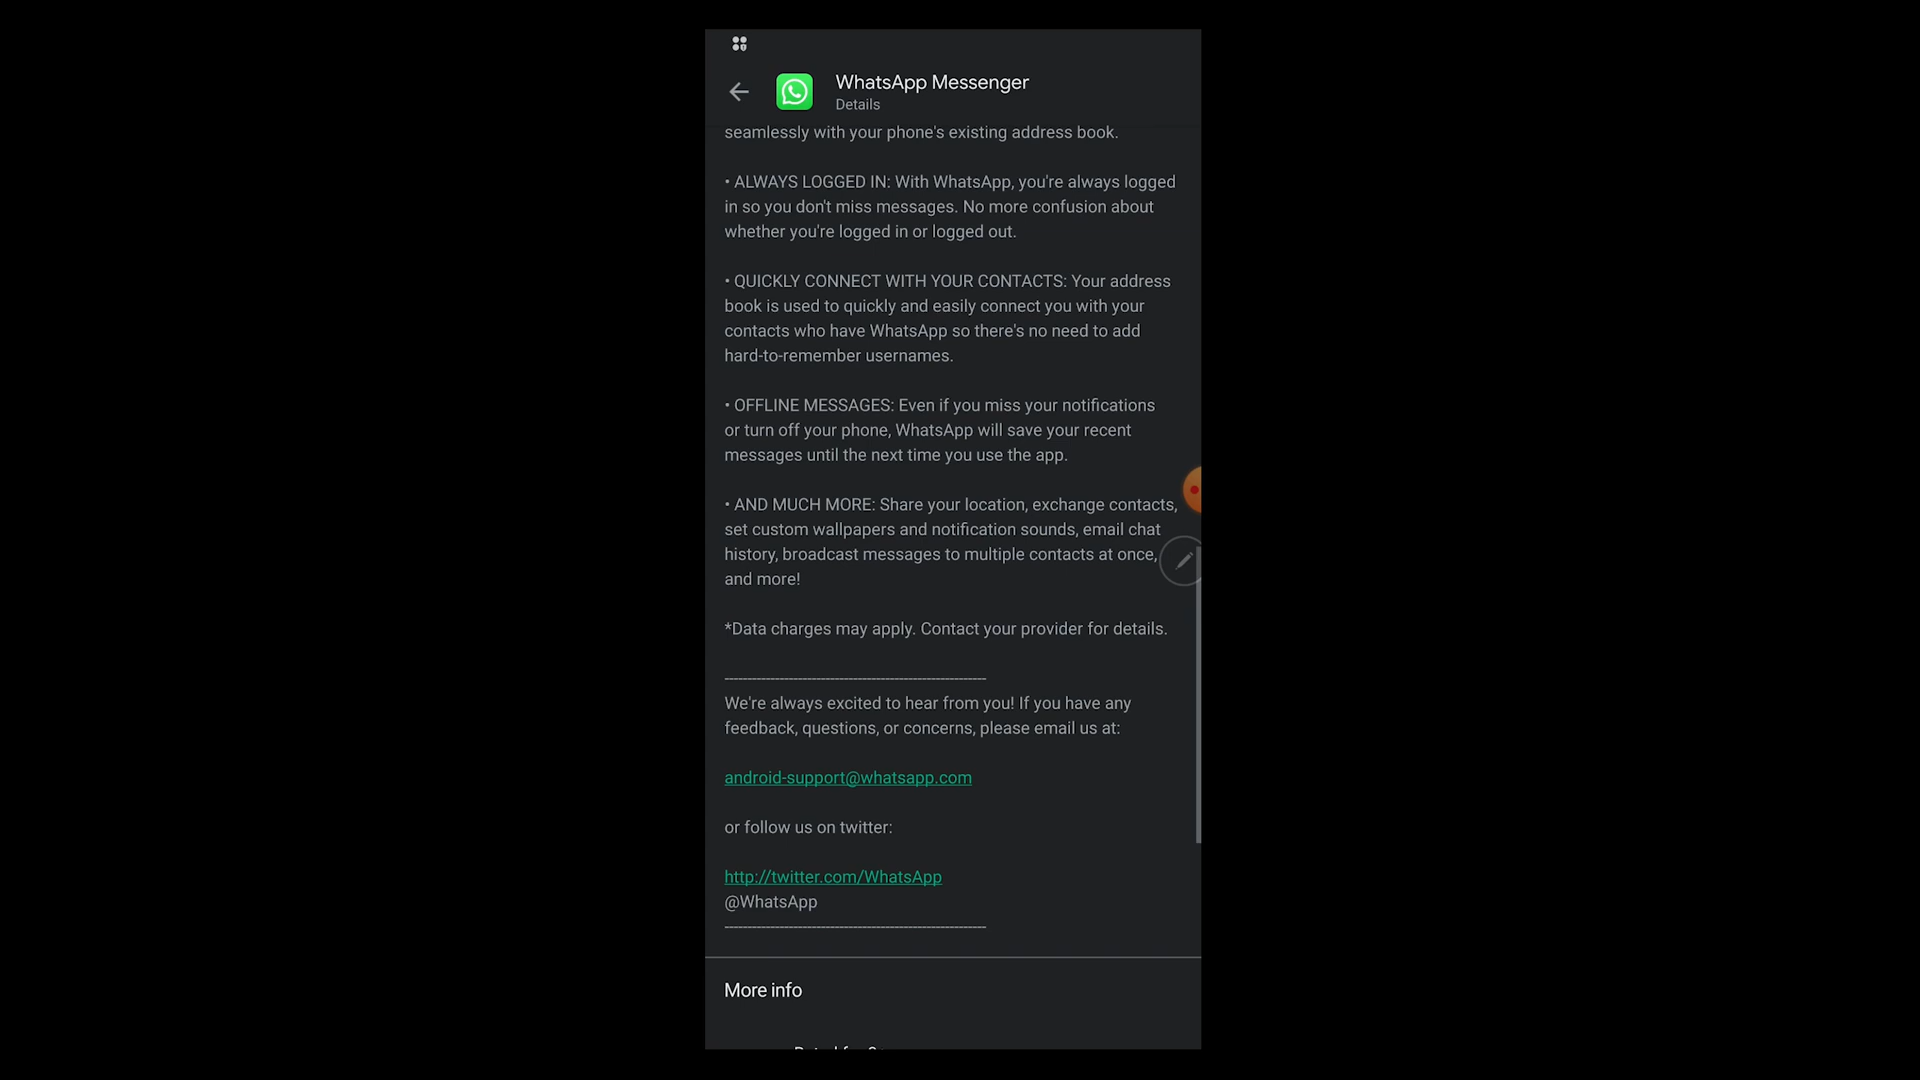 WhatsApp Messenger
Details
seamlessly with your phone's existing address book.
• ALWAYS LOGGED IN: With WhatsApp, you're always logged
in so you don't miss messages. No more confusion about
whether you're logged in or logged out.
• QUICKLY CONNECT WITH YOUR CONTACTS: Your address
book is used to quickly and easily connect you with your
contacts who have WhatsApp so there's no need to add
hard-to-remember usernames.
• OFFLINE MESSAGES: Even if you miss your notifications
or turn off your phone, WhatsApp will save your recent
messages until the next time you use the app.
• AND MUCH MORE: Share your location, exchange contacts,
set custom wallpapers and notification sounds, email chat
history, broadcast messages to multiple contacts at once,
and more!
*Data charges may apply. Contact your provider for details.
---------------------------------------------------------
We're always excited to hear from you! If you have any
feedback, questions, or concerns, please email us at:
android-support@whatsapp.com
or follow us on twitter:
http://twitter.com/WhatsApp
@WhatsApp
---------------------------------------------------------
More info